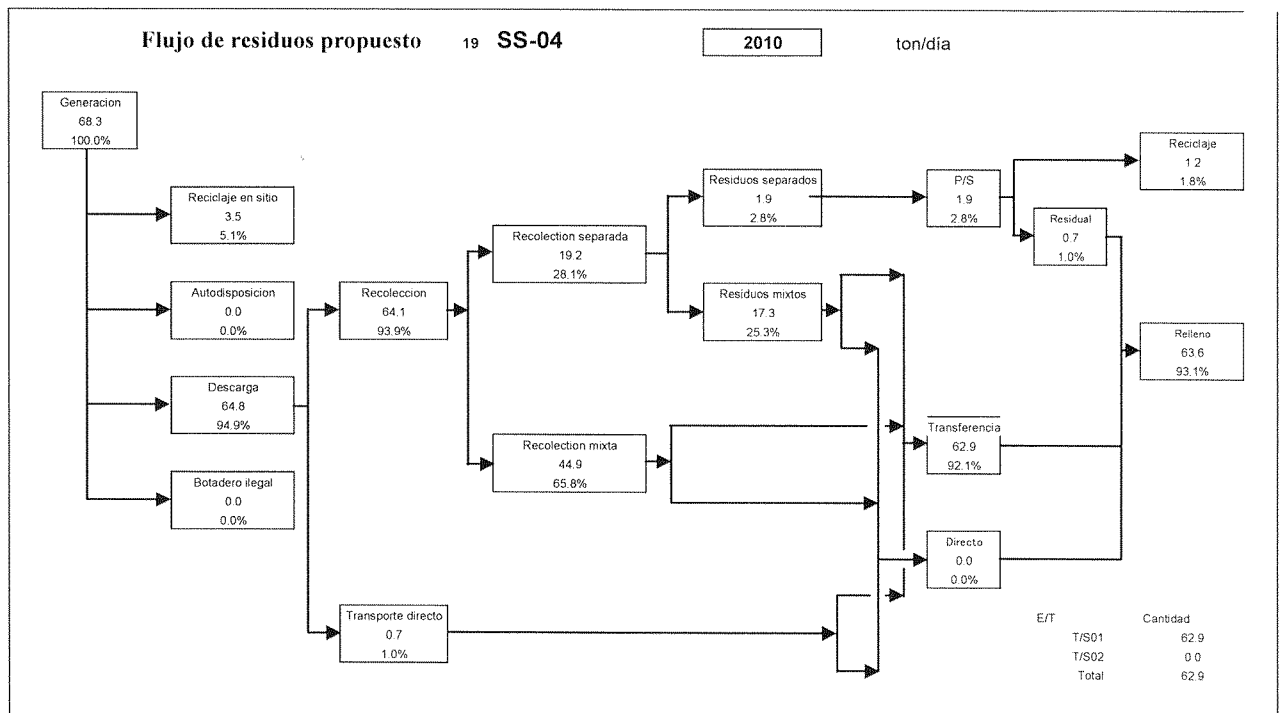 Flujo de residuos propuesto 19 SS-04 2010 ton/día
Generacion
68.3
100.0%
Reciclaje en sitio
3.5
5.1%
Autodisposicion
0.0
0.0%
Descarga
64.8
94.9%
Botadero ilegal
0.0
0.0%
Recoleccion
64.1
93.9%
Transporte directo
0.7
1.0%
Recolection separada
19.2
28.1%
Recolection mixta
44.9
65.8%
Residuos separados
1.9
2.8%
Residuos mixtos
17.3
25.3%
P/S
1.9
2.8%
Transferencia
62.9
92.1%
Directo
0.0
0.0%
Residual
0.7
1.0%
Reciclaje
1.2
1.8%
Relleno
63.6
93.1%
E/T Cantidad
T/S01 62.9
T/S02 0.0
Total 62.9